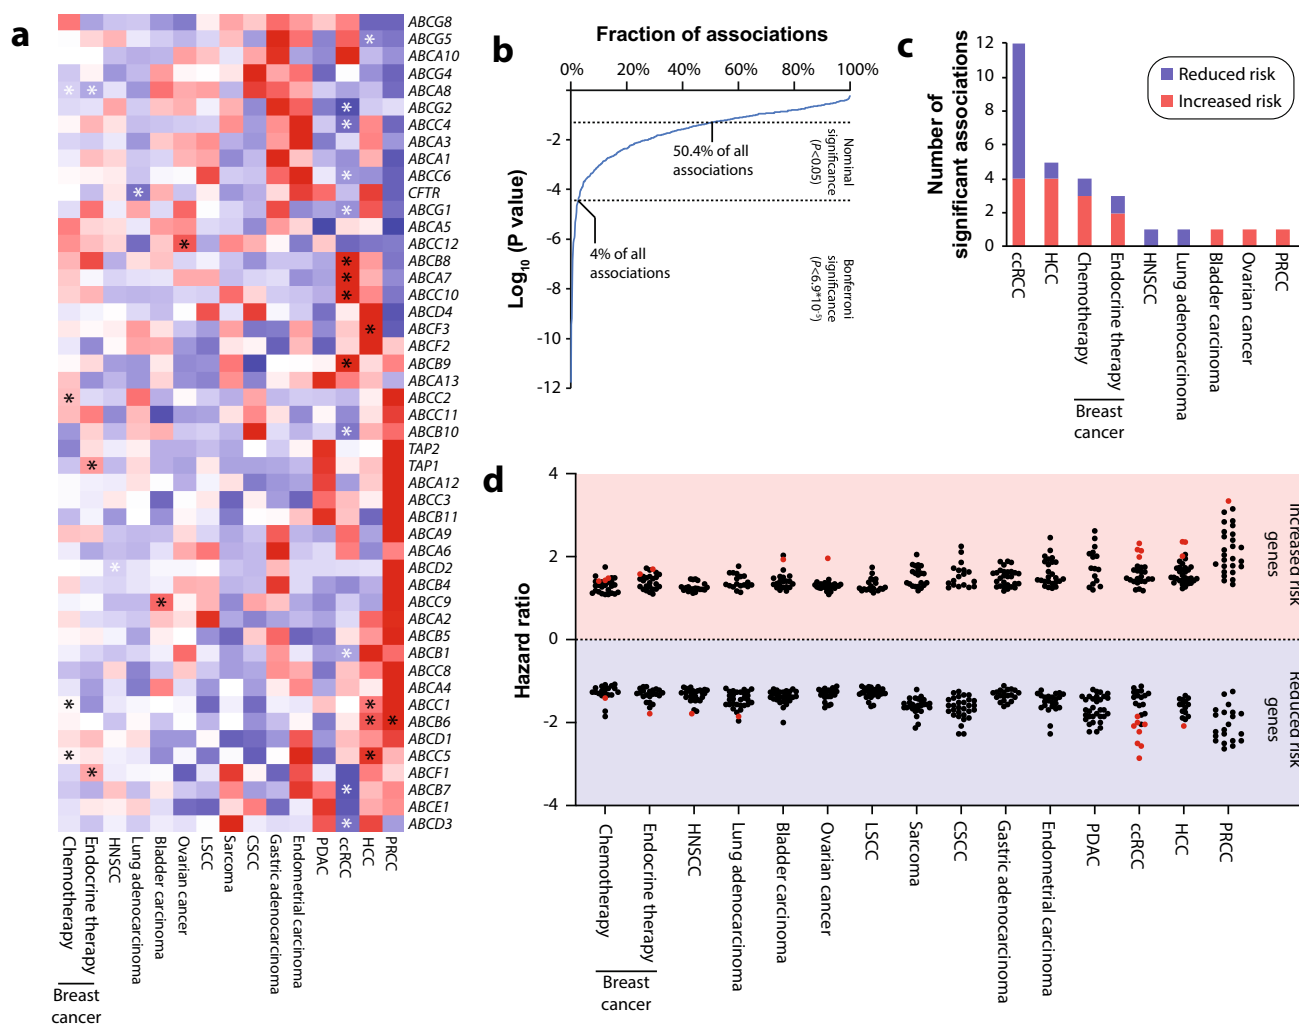 a
ABCG8
ABCG5
ABCA10
ABCG4
ABCA8
ABCG2
ABCC4
ABCA3
ABCA1
ABCC6
CFTR
ABCG1
ABCA5
ABCC12
ABCB8
ABCA7
ABCC10
ABCD4
ABCF3
ABCF2
ABCB9
ABCA13
ABCC2
ABCC11
ABCB10
TAP2
TAP1
ABCA12
ABCC3
ABCB11
ABCA9
ABCA6
ABCD2
ABCB4
ABCC9
ABCA2
ABCB5
ABCB1
ABCC8
ABCA4
ABCC1
ABCB6
ABCD1
ABCC5
ABCF1
ABCB7
ABCE1
ABCD3
Chemotherapy
Endocrine therapy
HNSCC
Lung adenocarcinoma
Bladder carcinoma
Ovarian cancer
LSCC
Sarcoma
CSCC
Gastric adenocarcinoma
Endometrial carcinoma
PDAC
ccRCC
HCC
PRCC
Breast
cancer
b
Fraction of associations
0% 20% 40% 60% 80% 100%
Log10 (P value)
-2
-4
-6
-8
-10
-12
50.4% of all
associations
4% of all
associations
Nominal
significance
(P<0.05)
Bonferroni
significance
(P<6.9*10-5)
c
Number of
significant associations
12
10
8
6
4
2
0
Reduced risk
Increased risk
ccRCC
HCC
Chemotherapy
Endocrine therapy
HNSCC
Lung adenocarcinoma
Bladder carcinoma
Ovarian cancer
PRCC
Breast
cancer
d
Hazard ratio
4
2
0
-2
-4
Increased risk
genes
Reduced risk
genes
Chemotherapy
Endocrine therapy
HNSCC
Lung adenocarcinoma
Bladder carcinoma
Ovarian cancer
LSCC
Sarcoma
CSCC
Gastric adenocarcinoma
Endometrial carcinoma
PDAC
ccRCC
HCC
PRCC
Breast
cancer